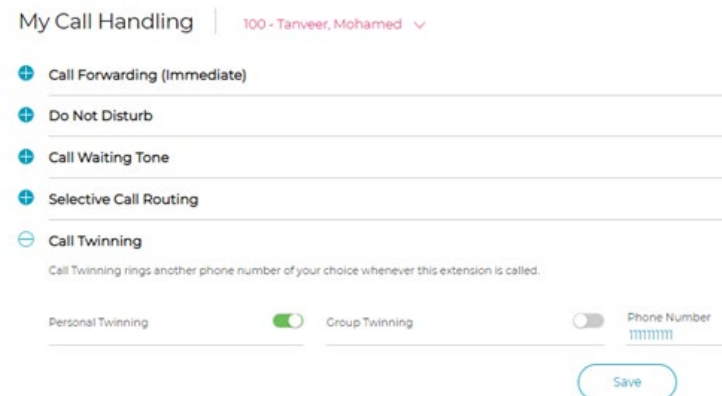 My Call Handling 100 - Tanveer, Mohamed
Call Forwarding (Immediate)
Do Not Disturb
Call Waiting Tone
Selective Call Routing
Call Twinning
Call Twinning rings another phone number of your choice whenever this extension is called.
Personal Twinning Group Twinning Phone Number
1111111111
Save